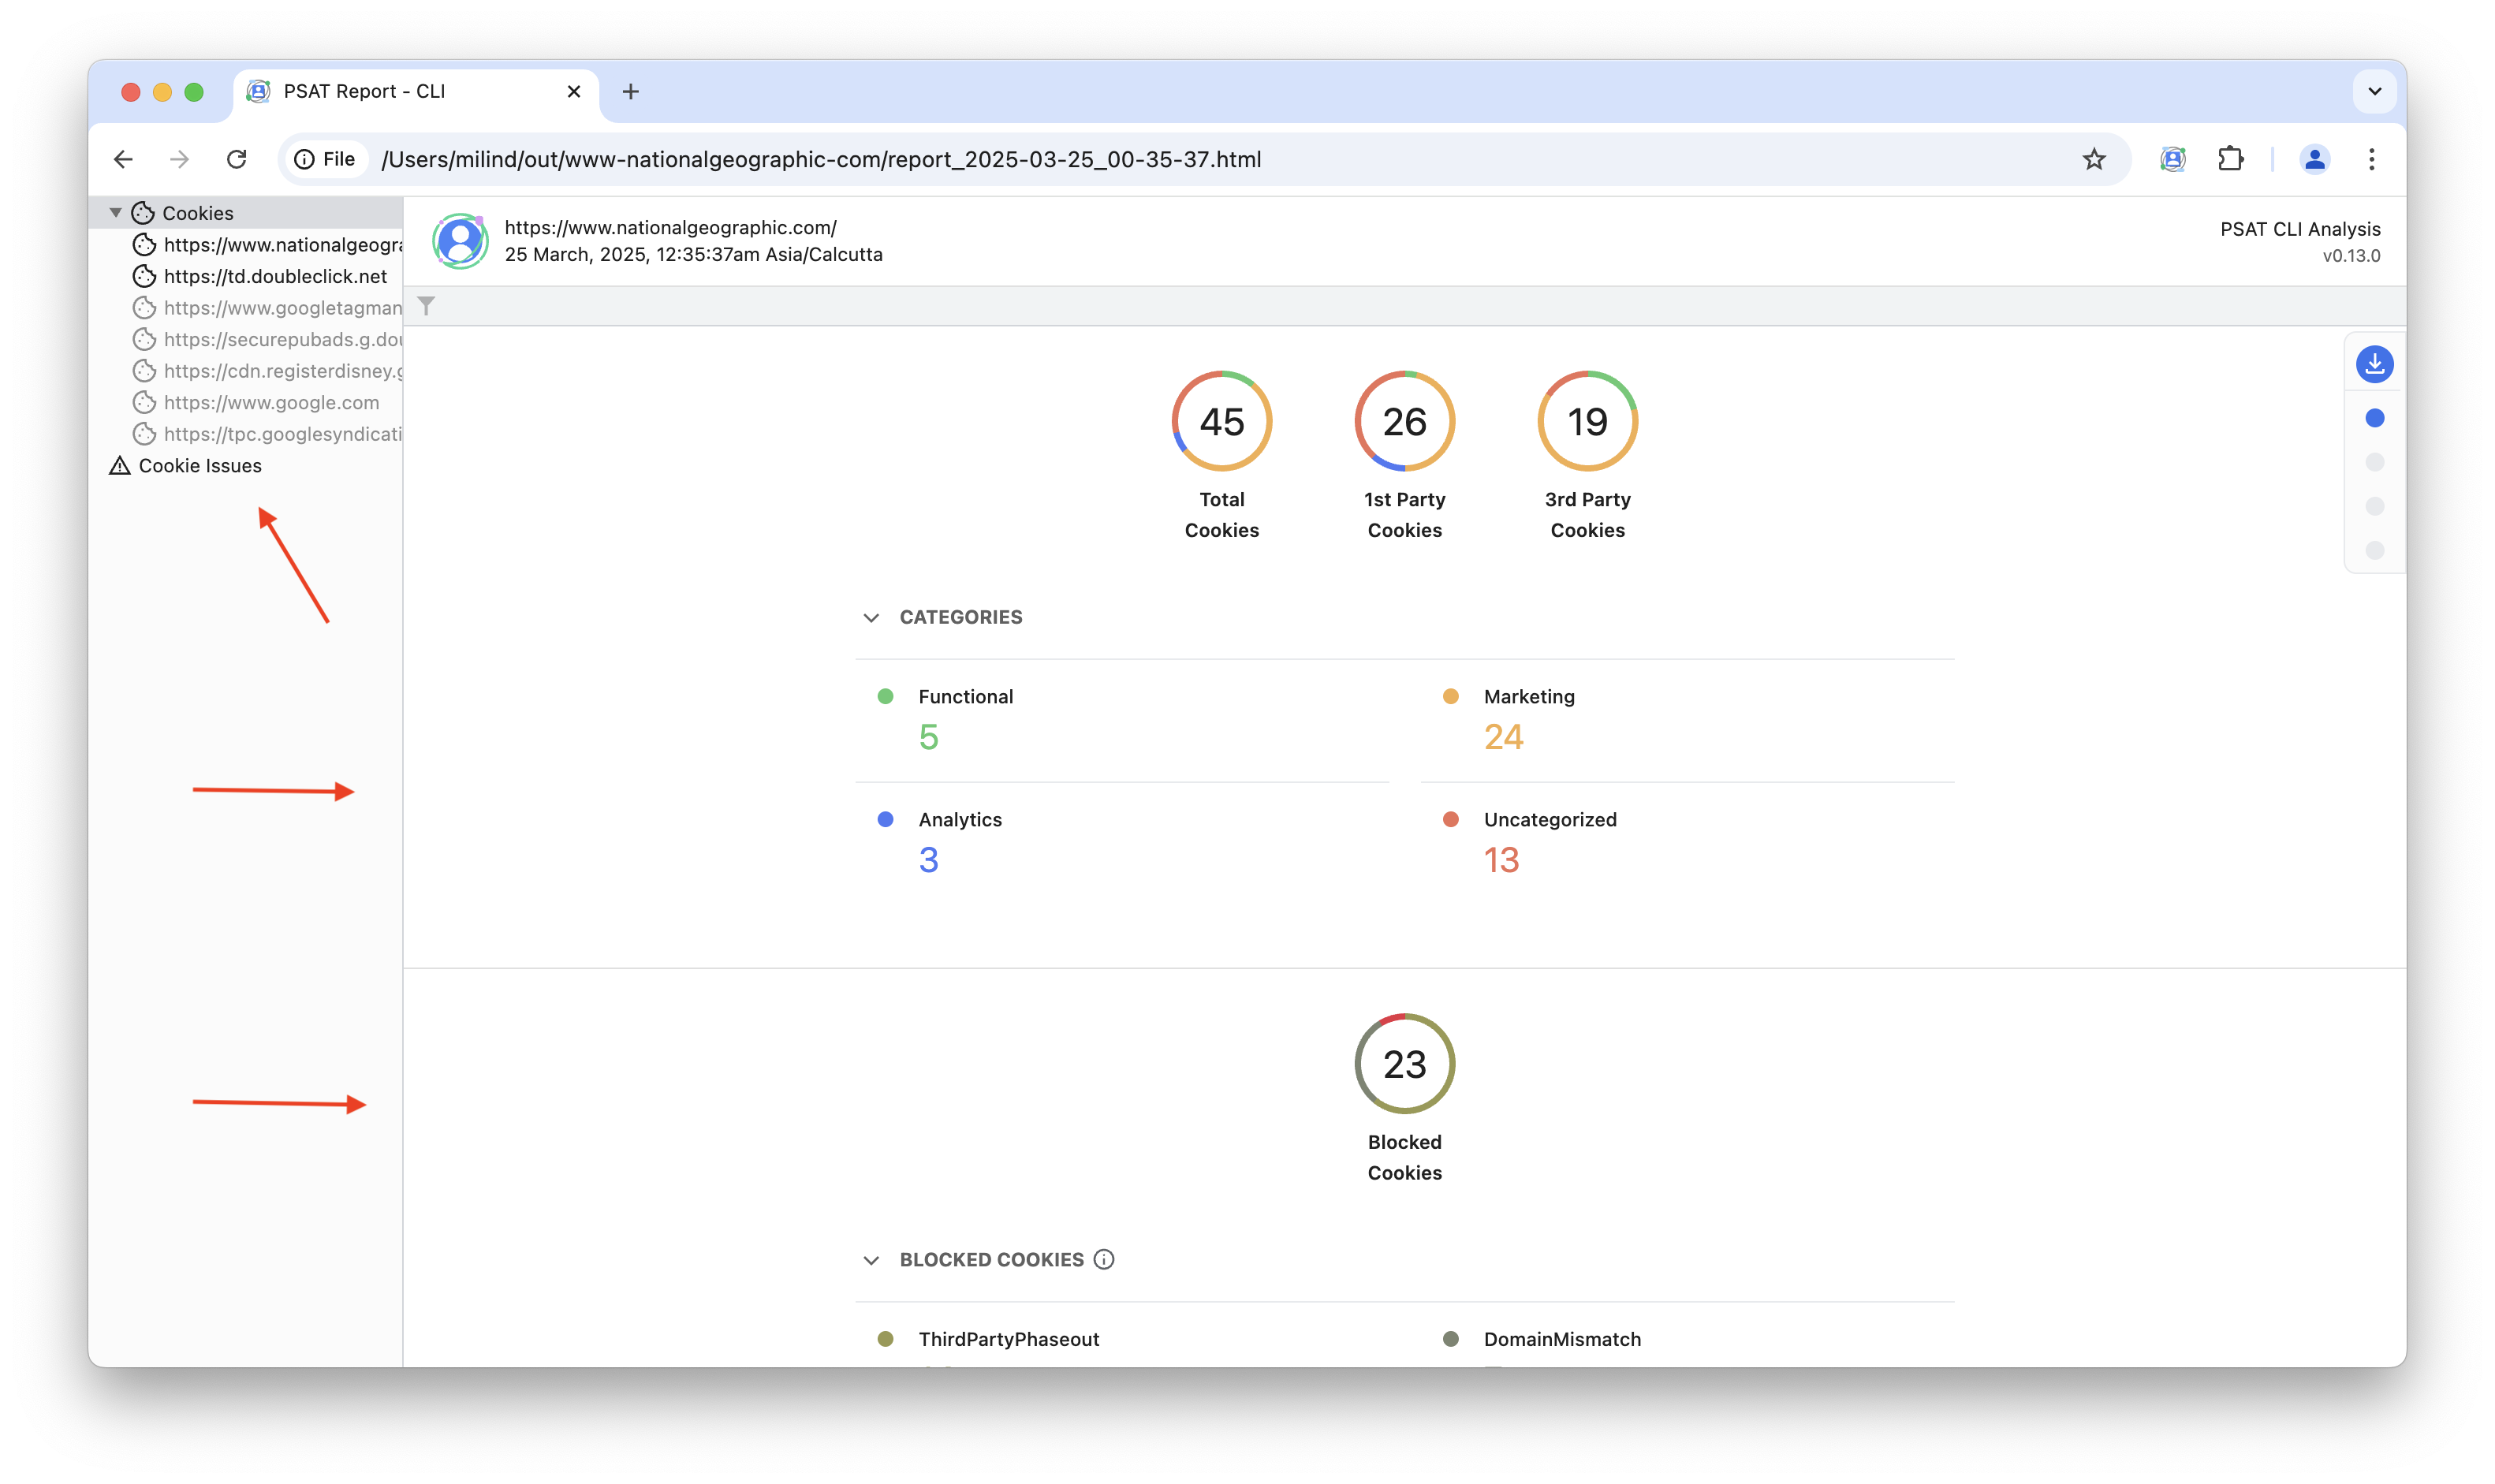 PSAT Report - CLI
File
/Users/milind/out/www-nationalgeographic-com/report_2025-03-25_00-35-37.html
Cookies
https://www.nationalgeogra
https://td.doubleclick.net
https://www.googletagman
https://securepubads.g.dou
https://cdn.registerdisney.g
https://www.google.com
https://tpc.googlesyndicati
Cookie Issues
https://www.nationalgeographic.com/
25 March, 2025, 12:35:37am Asia/Calcutta
PSAT CLI Analysis
v0.13.0
45
Total
Cookies
26
1st Party
Cookies
19
3rd Party
Cookies
CATEGORIES
Functional
5
Marketing
24
Analytics
3
Uncategorized
13
23
Blocked
Cookies
BLOCKED COOKIES
ThirdPartyPhaseout
DomainMismatch